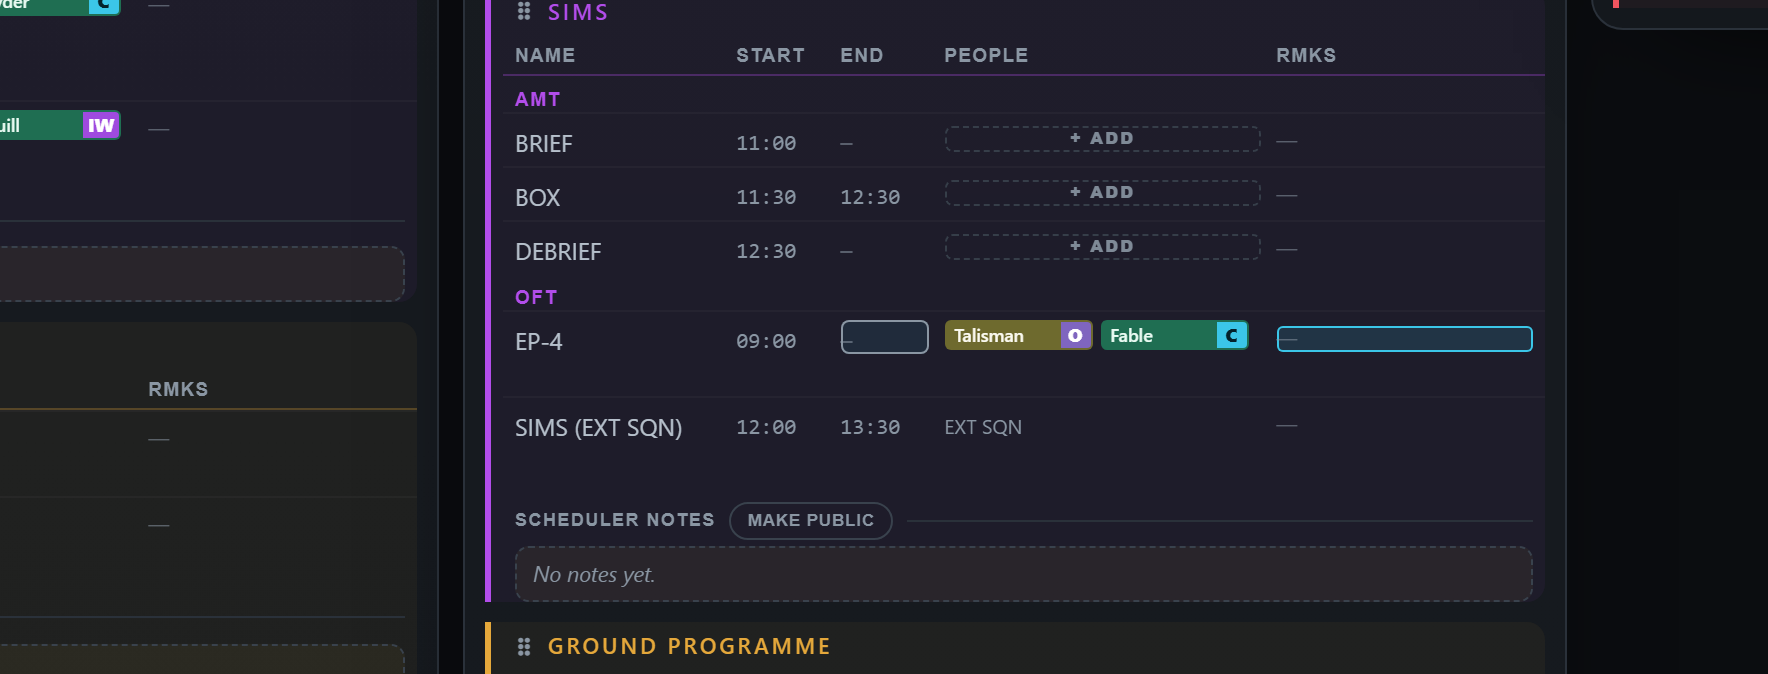 C
IW
RMKS
—
—
—
—
SIMS
NAME START END PEOPLE RMKS
AMT
BRIEF 11:00 — + ADD —
BOX 11:30 12:30 + ADD —
DEBRIEF 12:30 — + ADD —
OFT
EP-4 09:00 — Talisman O Fable C —
SIMS (EXT SQN) 12:00 13:30 EXT SQN —
SCHEDULER NOTES MAKE PUBLIC
No notes yet.
GROUND PROGRAMME